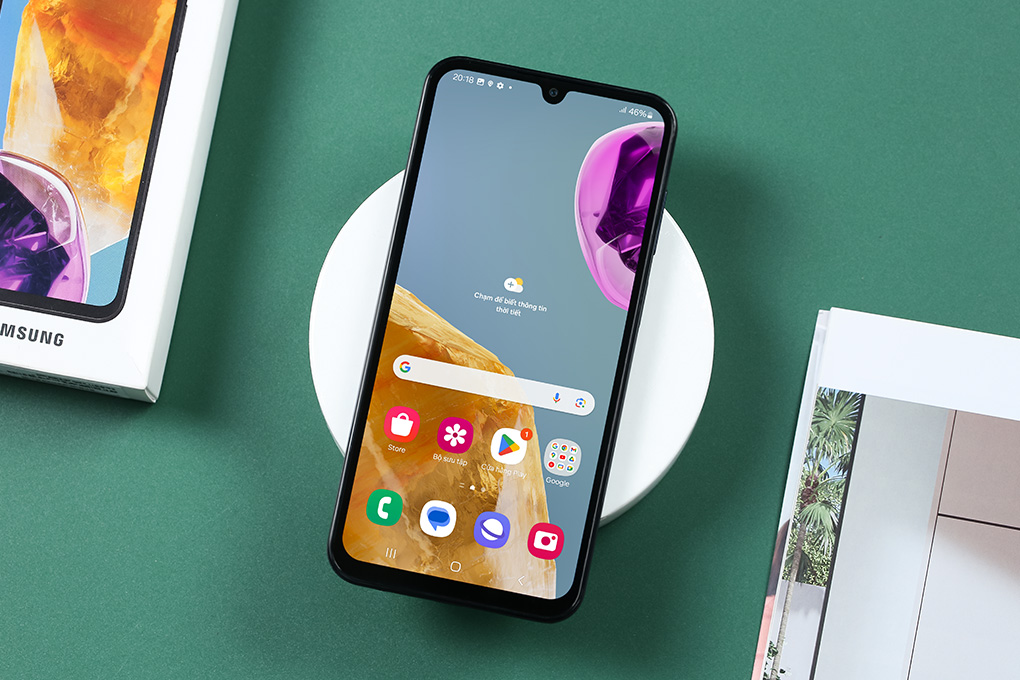 20:18
46%
Chạm để biết thông tin
thời tiết
Store
Bộ sưu tập
Cửa hàng Play
1
Google
MSUNG